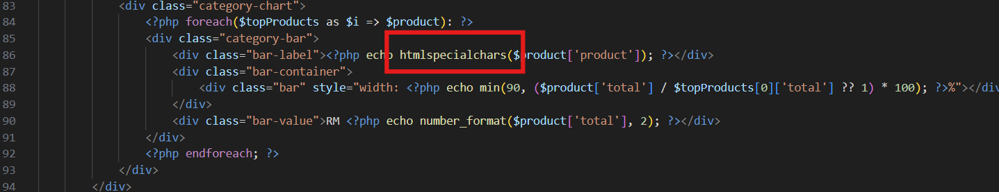 83 <div class="category-chart">
84 <?php foreach($topProducts as $i => $product): ?>
85 <div class="category-bar">
86 <div class="bar-label"><?php echo htmlspecialchars($product['product']); ?></div>
87 <div class="bar-container">
88 <div class="bar" style="width: <?php echo min(90, ($product['total'] / $topProducts[0]['total'] ?? 1) * 100); ?>%"></div
89 </div>
90 <div class="bar-value">RM <?php echo number_format($product['total'], 2); ?></div>
91 </div>
92 <?php endforeach; ?>
93 </div>
94 </div>